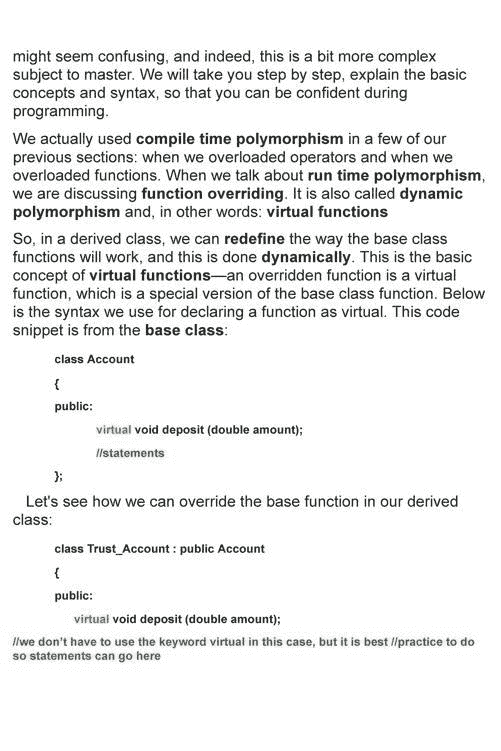 might seem confusing, and indeed, this is a bit more complex
subject to master. We will take you step by step, explain the basic
concepts and syntax, so that you can be confident during
programming.
We actually used compile time polymorphism in a few of our
previous sections: when we overloaded operators and when we
overloaded functions. When we talk about run time polymorphism,
we are discussing function overriding. It is also called dynamic
polymorphism and, in other words: virtual functions
So, in a derived class, we can redefine the way the base class
functions will work, and this is done dynamically. This is the basic
concept of virtual functions—an overridden function is a virtual
function, which is a special version of the base class function. Below
is the syntax we use for declaring a function as virtual. This code
snippet is from the base class:
class Account
{
public:
virtual void deposit (double amount);
//statements
};
Let's see how we can override the base function in our derived
class:
class Trust_Account : public Account
{
public:
virtual void deposit (double amount);
//we don’t have to use the keyword virtual in this case, but it is best //practice to do
so statements can go here